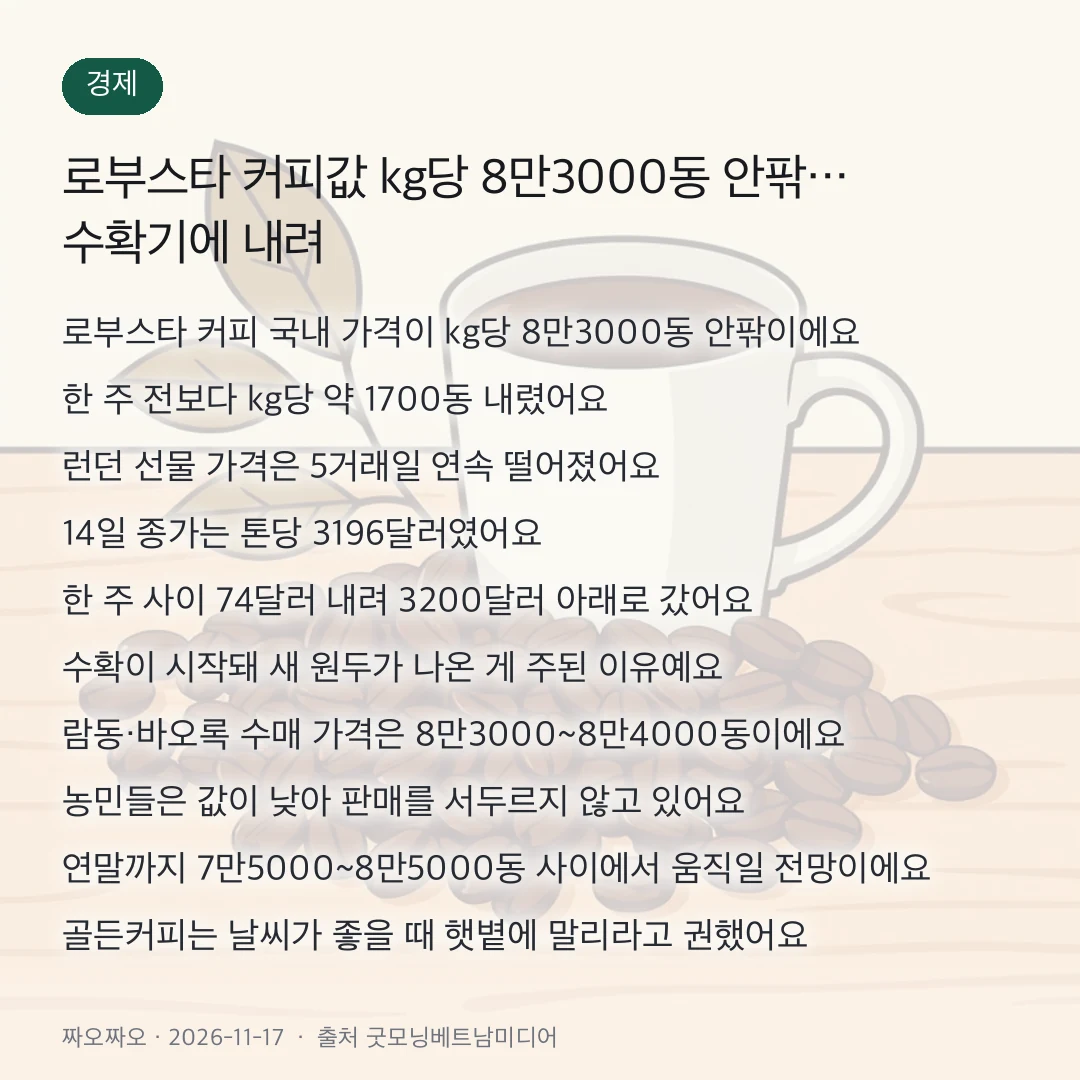 경제
로부스타 커피값 kg당 8만3000동 안팎…
수확기에 내려
로부스타 커피 국내 가격이 kg당 8만3000동 안팎이에요
한 주 전보다 kg당 약 1700동 내렸어요
런던 선물 가격은 5거래일 연속 떨어졌어요
14일 종가는 톤당 3196달러였어요
한 주 사이 74달러 내려 3200달러 아래로 갔어요
수확이 시작돼 새 원두가 나온 게 주된 이유예요
람동·바오록 수매 가격은 8만3000~8만4000동이에요
농민들은 값이 낮아 판매를 서두르지 않고 있어요
연말까지 7만5000~8만5000동 사이에서 움직일 전망이에요
골든커피는 날씨가 좋을 때 햇볕에 말리라고 권했어요
짜오짜오 · 2026-11-17 · 출처 굿모닝베트남미디어